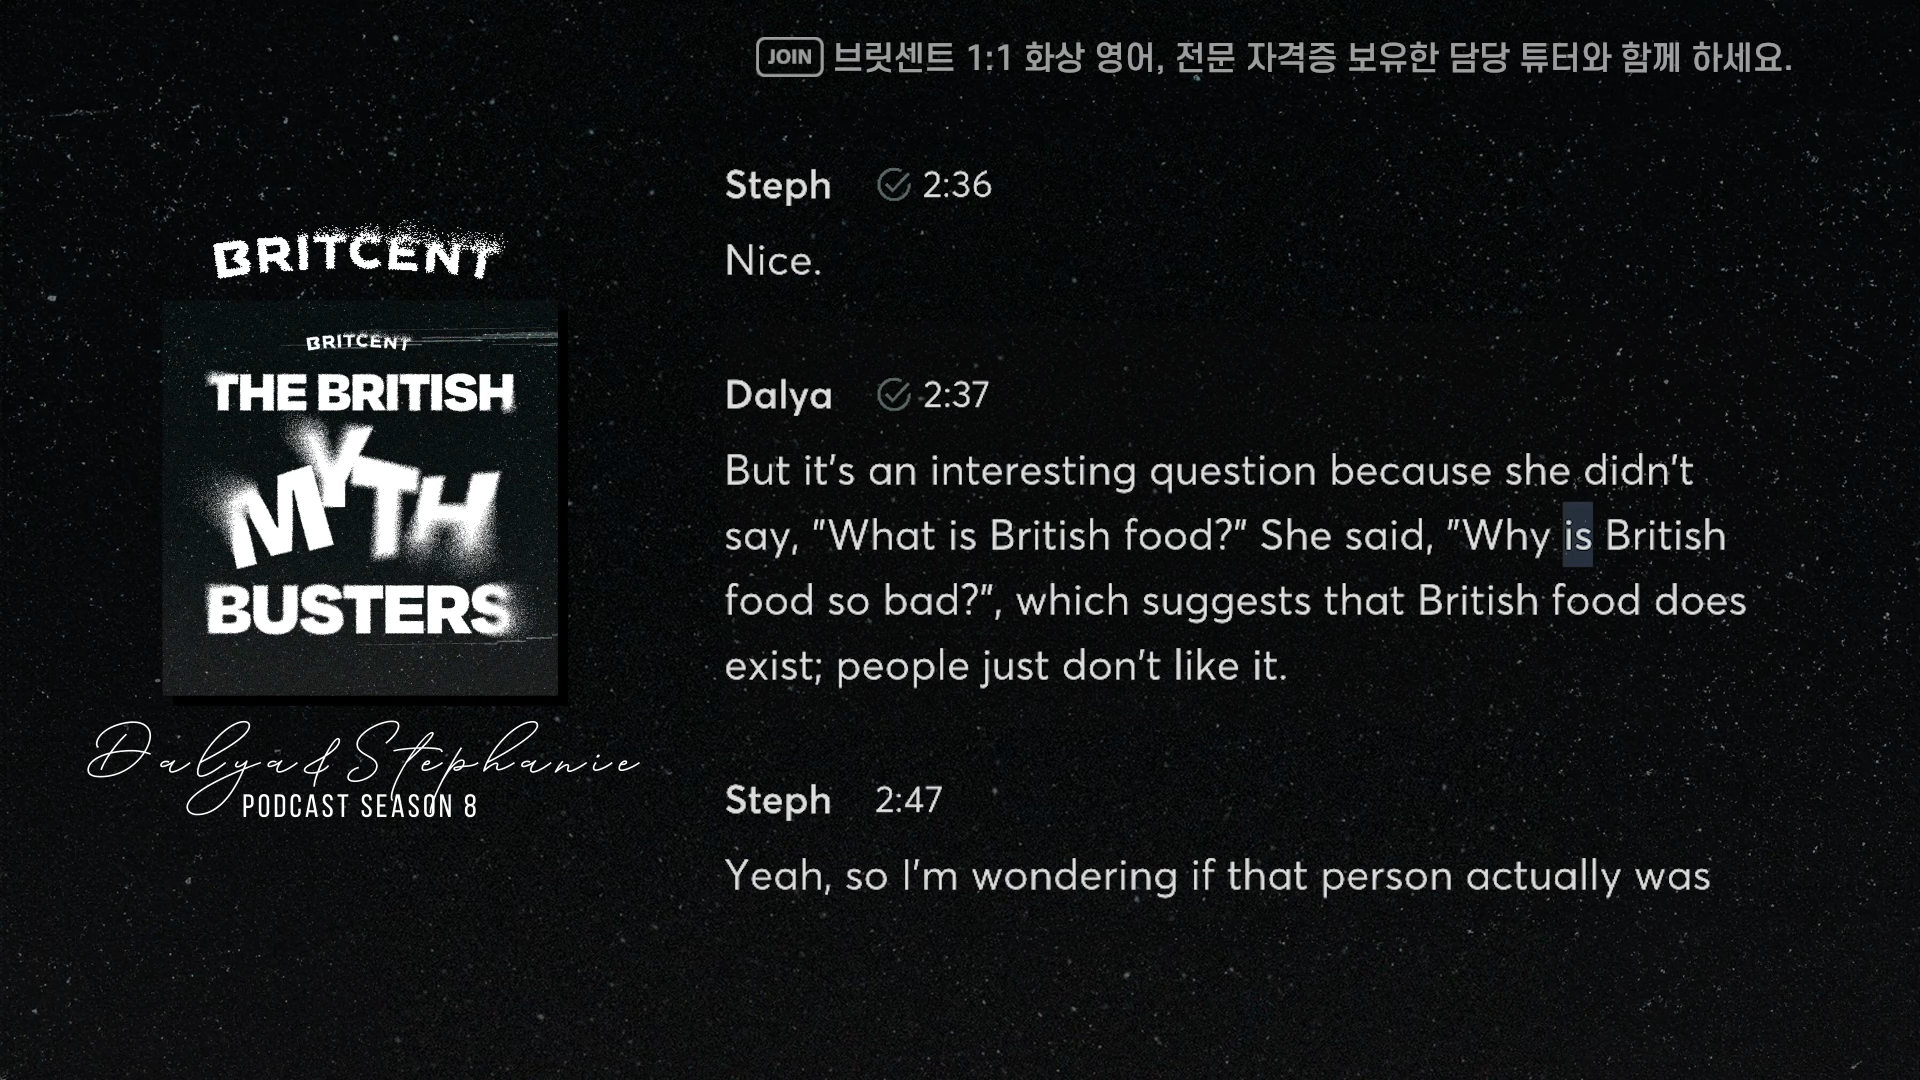 JOIN 브릿센트 1:1 화상 영어, 전문 자격증 보유한 담당 튜터와 함께 하세요.
BRITCENT
BRITCENT
THE BRITISH
MYTH
BUSTERS
Dalya & Stephanie
PODCAST SEASON 8
Steph 2:36
Nice.
Dalya 2:37
But it's an interesting question because she didn't
say, "What is British food?" She said, "Why is British
food so bad?", which suggests that British food does
exist; people just don't like it.
Steph 2:47
Yeah, so I'm wondering if that person actually was